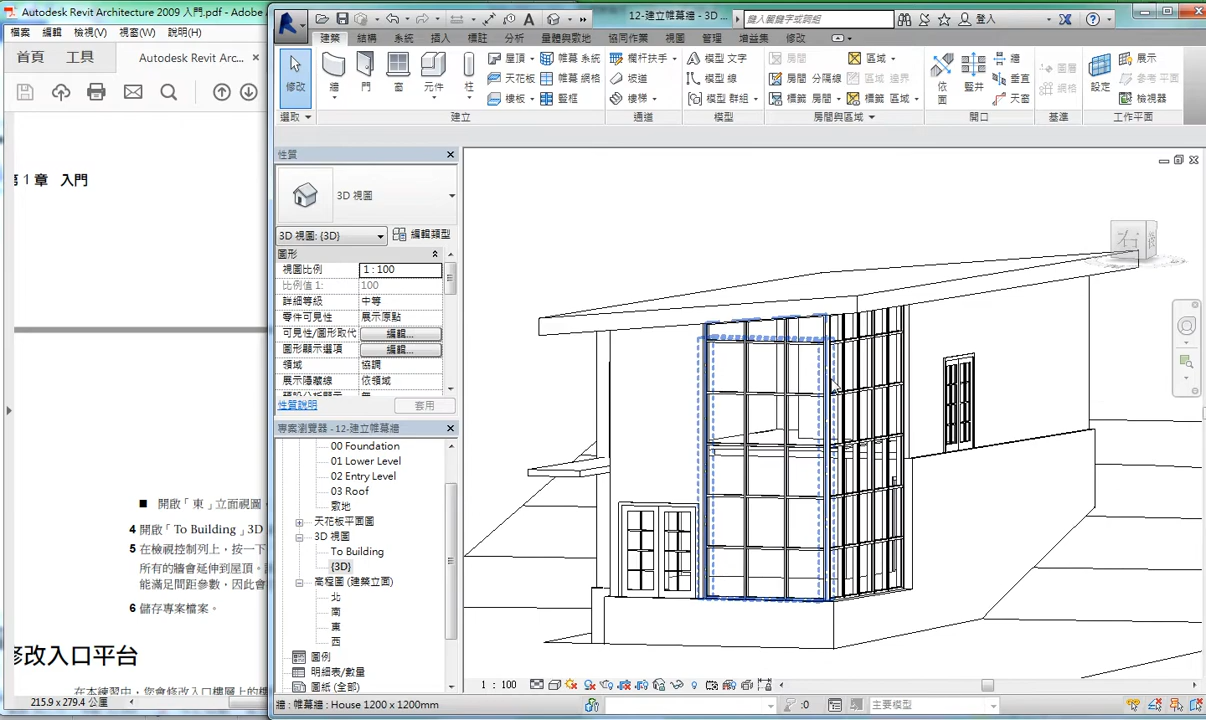 Autodesk Revit Architecture 2009 入門.pdf - Adobe
檔案 編輯 檢視(V) 視窗(W) 說明(H)
首頁 工具 Autodesk Revit Arc... ×
第 1 章 入門
■ 開啟「東」立面視圖。
4 開啟「To Building」3D
5 在檢視控制列上，按一下
所有的牆會延伸到屋頂。
能滿足間距參數，因此會
6 儲存專案檔案。
修改入口平台
215.9 x 279.4 公厘
12-建立帷幕牆 - 3D ...
鍵入關鍵字或詞組
登入
建築 結構 系統 插入 標註 分析 量體與敷地 協同作業 視圖 管理 增益集 修改
修改 牆 門 窗 元件 柱
屋頂 帷幕 系統
天花板 帷幕 網格
樓板 豎框
欄杆扶手 模型 文字 房間 區域
坡道 模型 線 房間 分隔線 區域 邊界
樓梯 模型 群組 標籤 房間 標籤 區域
依面 豎井 牆 垂直 天窗
圖層 網格
設定 展示 參考 平面 檢視器
選取 建立 通道 模型 房間與區域 開口 基準 工作平面
性質
3D 視圖
3D 視圖: {3D} 編輯類型
圖形
視圖比例 1 : 100
比例值 1: 100
詳細等級 中等
零件可見性 展示原點
可見性/圖形取代 編輯...
圖形顯示選項 編輯...
領域 協調
展示隱藏線 依領域
性質說明 套用
專案瀏覽器 - 12-建立帷幕牆
00 Foundation
01 Lower Level
02 Entry Level
03 Roof
敷地
天花板平面圖
3D 視圖
To Building
{3D}
高程圖 (建築立面)
北
南
東
西
圖例
明細表/數量
圖紙 (全部)
右
1 : 100
牆 : 帷幕牆 : House 1200 x 1200mm
:0
主要模型